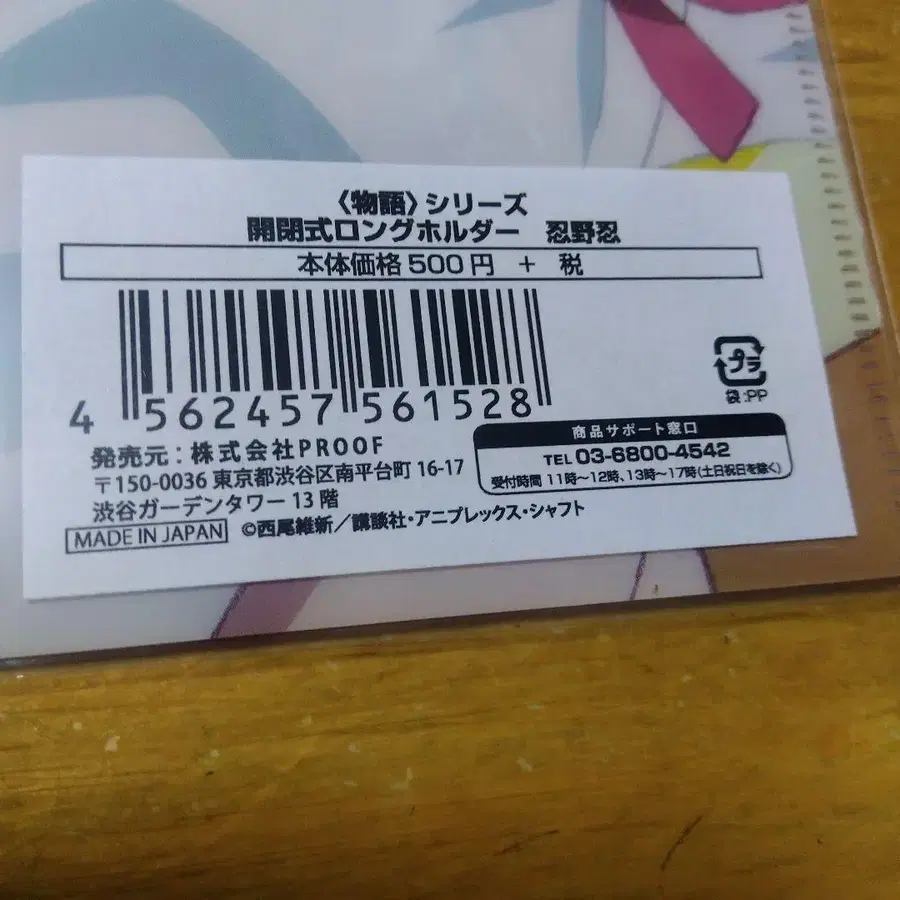 〈物語〉シリーズ
開閉式ロングホルダー　忍野忍
本体価格500円　+　税
4 562457 561528
プラ
袋:PP
発売元:株式会社PROOF
〒150-0036 東京都渋谷区南平台町 16-17
渋谷ガーデンタワー 13 階
商品サポート窓口
TEL 03-6800-4542
受付時間 11時〜12時、13時〜17時(土日祝日を除く)
MADE IN JAPAN ©西尾維新／講談社・アニプレックス・シャフト